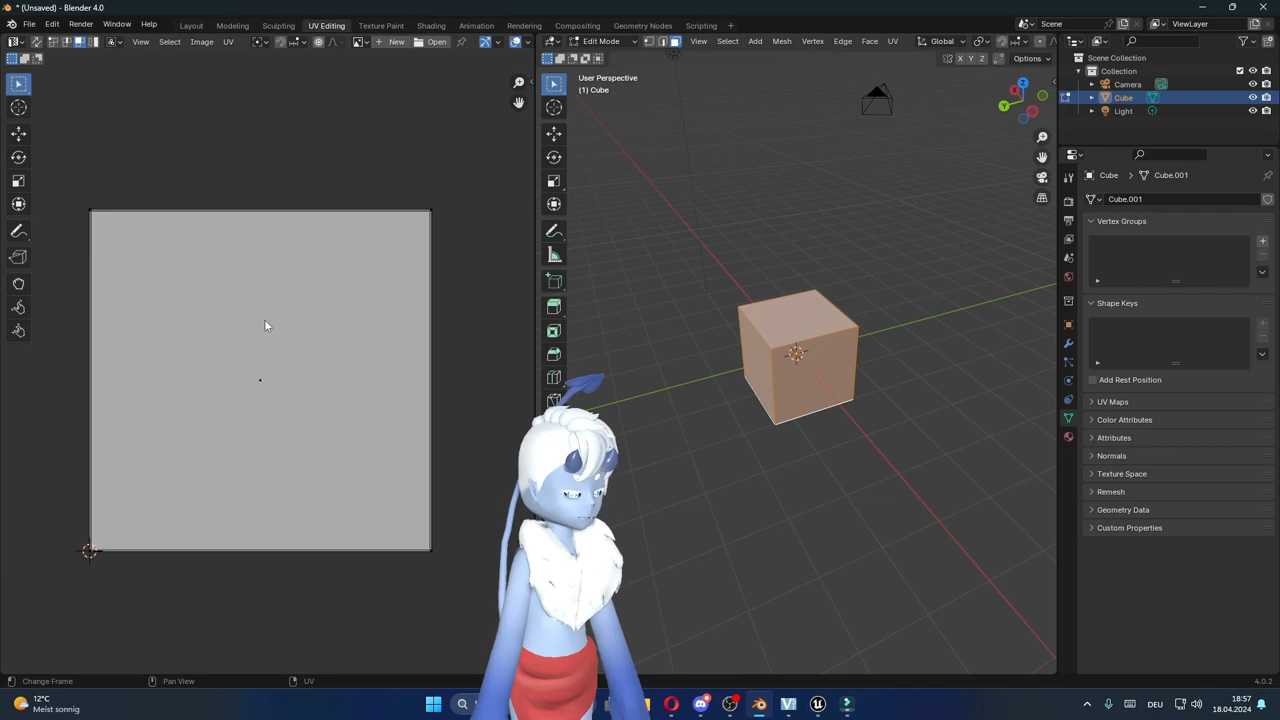 * (Unsaved) - Blender 4.0
File Edit Render Window Help
Layout Modeling Sculpting UV Editing Texture Paint Shading Animation Rendering Compositing Geometry Nodes Scripting +
Scene
ViewLayer
View Select Image UV
+ New Open
Edit Mode
View Select Add Mesh Vertex Edge Face UV
Global
X Y Z
Options
User Perspective
(1) Cube
Z
Y
Scene Collection
Collection
Camera
Cube
Light
Cube > Cube.001
Cube.001
Vertex Groups
Shape Keys
Add Rest Position
UV Maps
Color Attributes
Attributes
Normals
Texture Space
Remesh
Geometry Data
Custom Properties
Change Frame
Pan View
UV
4.0.2
12°C
Meist sonnig
DEU
18:57
18.04.2024